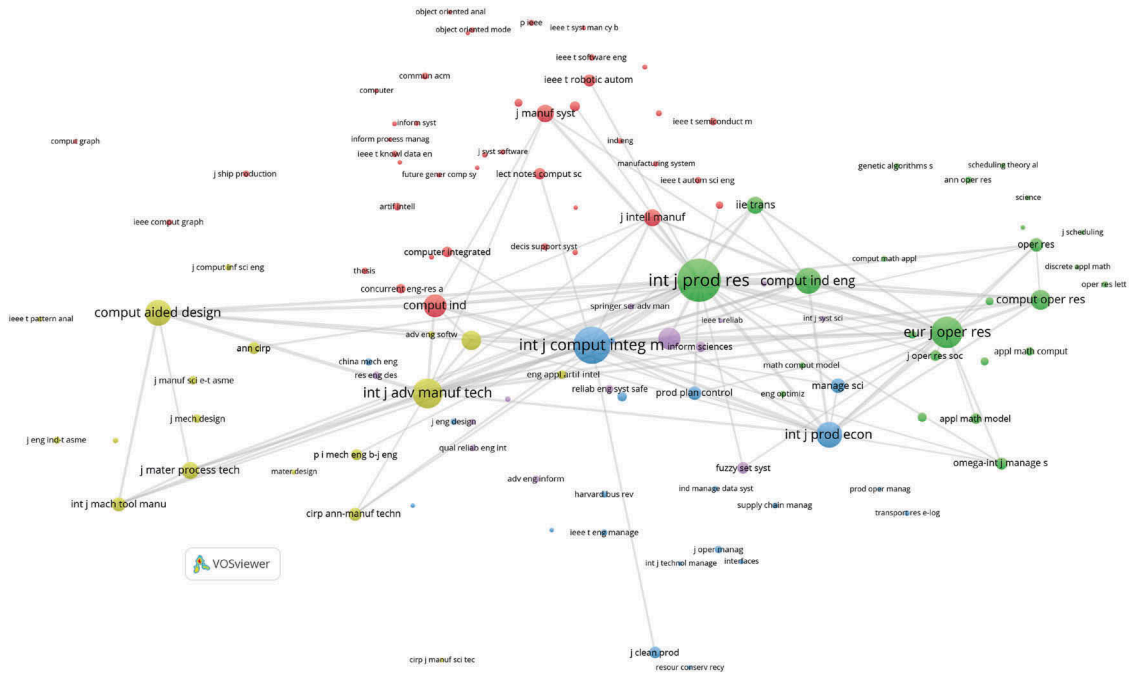 object oriented anal
p ieee
ieee t syst man cy b
object oriented mode
ieee t software eng
commun acm
ieee t robotic autom
computer
j manuf syst
inform syst
ieee t semiconduct m
comput graph
inform process manag
ind eng
ieee t knowl data en
j syst software
manufacturing system
genetic algorithms s
scheduling theory al
j ship production
future gener comp sy
lect notes comput sc
ieee t autom sci eng
ann oper res
science
artif intell
iie trans
j intell manuf
ieee comput graph
j scheduling
decis support syst
oper res
computer integrated
comput math appl
j comput inf sci eng
thesis
discrete appl math
int j prod res
comput ind eng
oper res lett
concurrent eng-res a
comput oper res
comput ind
springer ser adv man
comput aided design
ieee t reliab
int j syst sci
ieee t pattern anal
adv eng softw
eur j oper res
int j comput integ m
inform sciences
ann cirp
appl math comput
j oper res soc
china mech eng
math comput model
res eng des
eng appl artif intel
j manuf sci e-t asme
reliab eng syst safe
manage sci
int j adv manuf tech
prod plan control
eng optimiz
j mech design
j eng design
appl math model
int j prod econ
j eng ind-t asme
qual reliab eng int
p i mech eng b-j eng
omega-int j manage s
j mater process tech
mater design
fuzzy set syst
adv eng inform
ind manage data syst
prod oper manag
harvard bus rev
int j mach tool manu
supply chain manag
cirp ann-manuf techn
transport res e-log
ieee t eng manage
j oper manag
int j technol manage
interfaces
VOSviewer
j clean prod
cirp j manuf sci tec
resour conserv recy